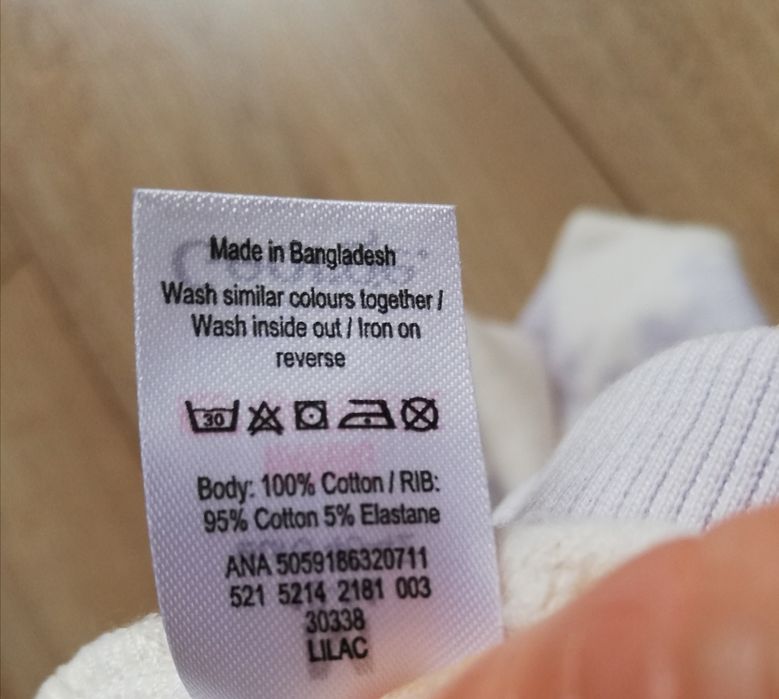 Made in Bangladesh
Wash similar colours together /
Wash inside out / Iron on
reverse
30
Body: 100% Cotton / RIB:
95% Cotton 5% Elastane
ANA 5059186320711
521 5214 2181 003
30338
LILAC